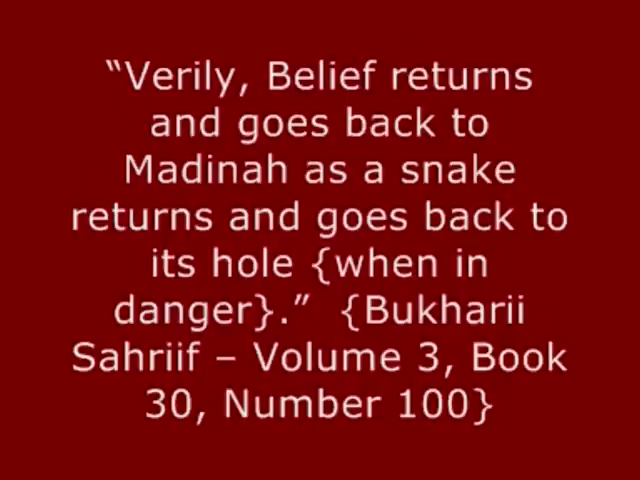 “Verily, Belief returns
and goes back to
Madinah as a snake
returns and goes back to
its hole {when in
danger}.”  {Bukharii
Sahriif – Volume 3, Book
30, Number 100}